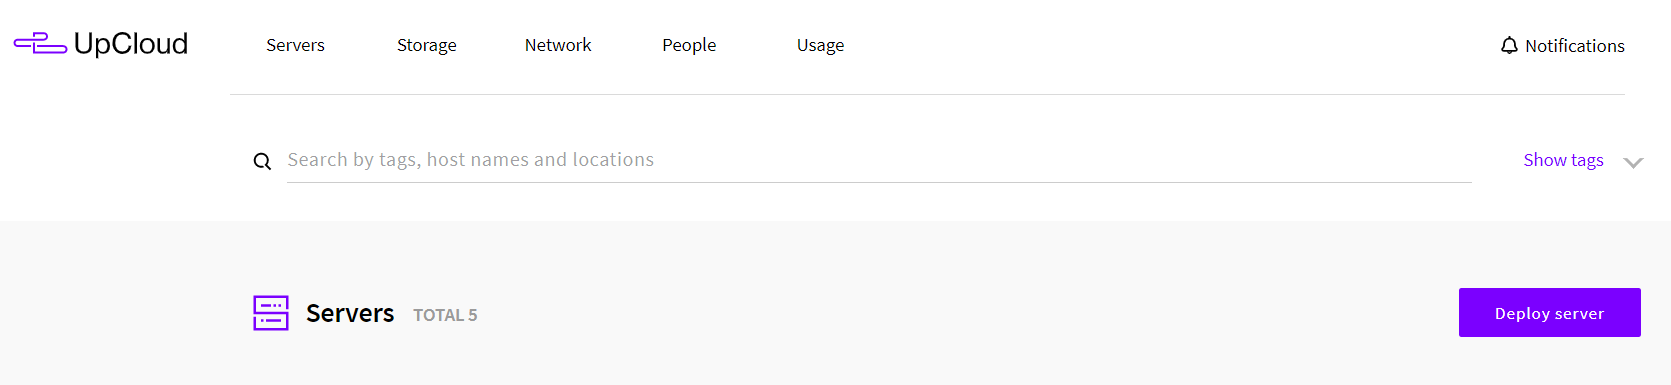 UpCloud Servers Storage Network People Usage Notifications
Search by tags, host names and locations Show tags
Servers TOTAL 5 Deploy server